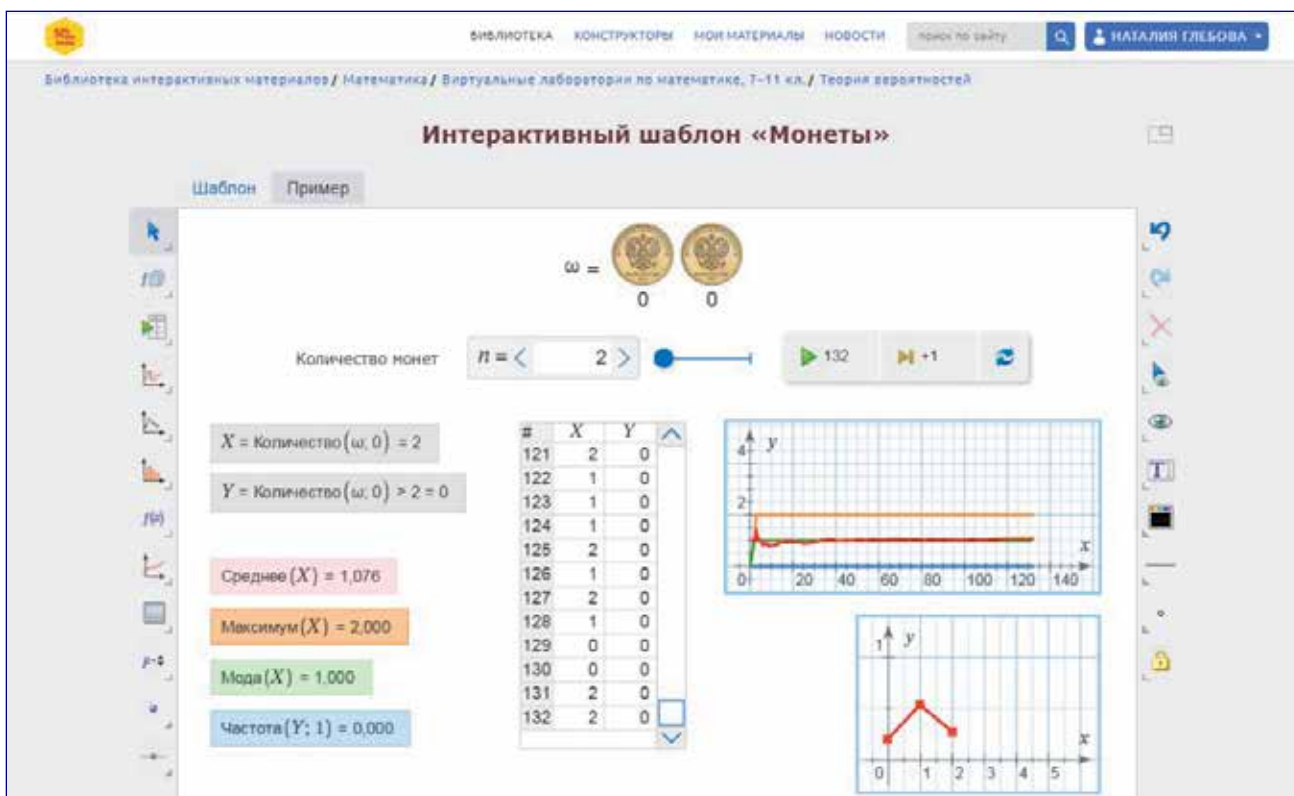 БИБЛИОТЕКА КОНСТРУКТОРЫ МОИ МАТЕРИАЛЫ НОВОСТИ поиск по сайту НАТАЛИЯ ГЛЕБОВА
Библиотека интерактивных материалов / Математика / Виртуальные лаборатории по математике, 7–11 кл. / Теория вероятностей
Интерактивный шаблон «Монеты»
Шаблон Пример
ω =
0 0
Количество монет n = < 2 > 132 +1
X = Количество(ω; 0) = 2
Y = Количество(ω; 0) > 2 = 0
Среднее(X) = 1,076
Максимум(X) = 2,000
Мода(X) = 1,000
Частота(Y; 1) = 0,000
# X Y
121 2 0
122 1 0
123 1 0
124 1 0
125 2 0
126 1 0
127 2 0
128 1 0
129 0 0
130 0 0
131 2 0
132 2 0
4 y
2
x
0 20 40 60 80 100 120 140
1 y
x
0 1 2 3 4 5
f(x)
T